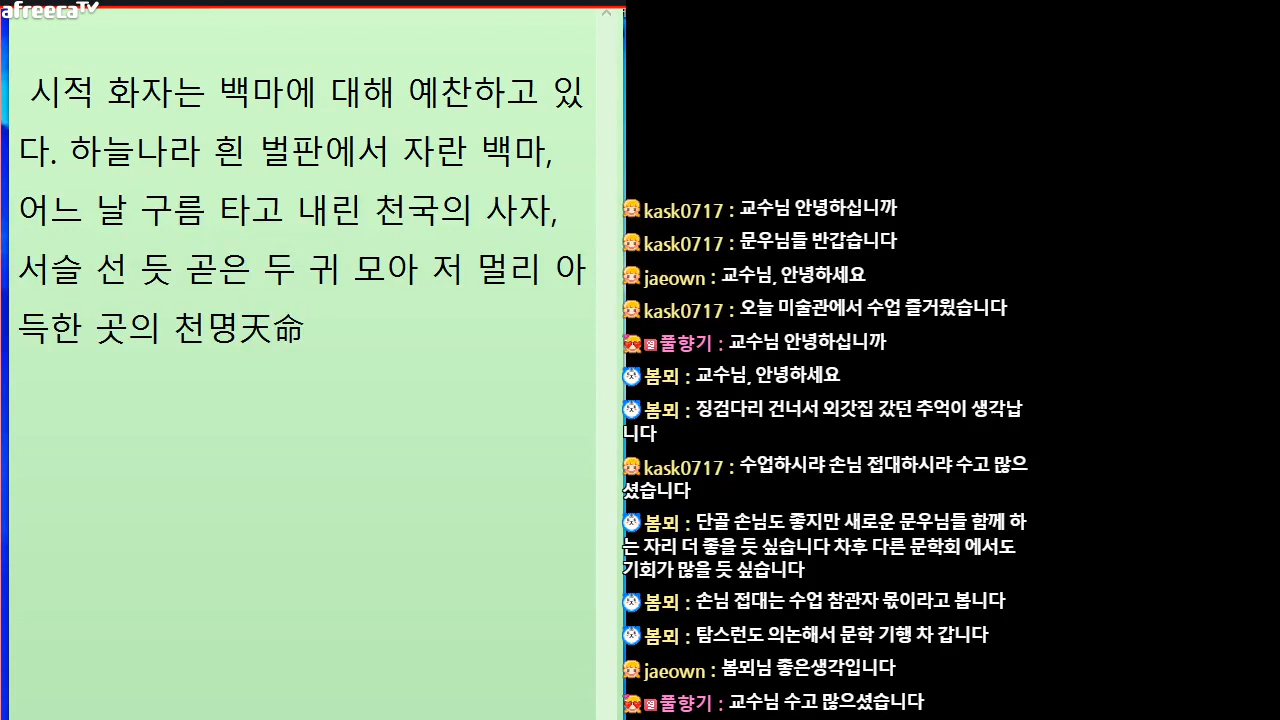 afreecaTV
시적 화자는 백마에 대해 예찬하고 있
다. 하늘나라 흰 벌판에서 자란 백마,
어느 날 구름 타고 내린 천국의 사자,
서슬 선 듯 곧은 두 귀 모아 저 멀리 아
득한 곳의 천명天命
kask0717 : 교수님 안녕하십니까
kask0717 : 문우님들 반갑습니다
jaeown : 교수님, 안녕하세요
kask0717 : 오늘 미술관에서 수업 즐거웠습니다
열 풀향기 : 교수님 안녕하십니까
봄뫼 : 교수님, 안녕하세요
봄뫼 : 징검다리 건너서 외갓집 갔던 추억이 생각납
니다
kask0717 : 수업하시랴 손님 접대하시랴 수고 많으
셨습니다
봄뫼 : 단골 손님도 좋지만 새로운 문우님들 함께 하
는 자리 더 좋을 듯 싶습니다 차후 다른 문학회 에서도
기회가 많을 듯 싶습니다
봄뫼 : 손님 접대는 수업 참관자 몫이라고 봅니다
봄뫼 : 탐스런도 의논해서 문학 기행 차 갑니다
jaeown : 봄뫼님 좋은생각입니다
열 풀향기 : 교수님 수고 많으셨습니다